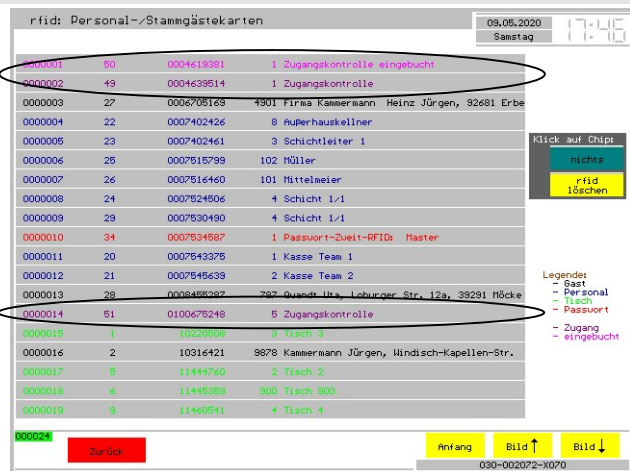 rfid: Personal-/Stammgästekarten
09.05.2020
Samstag
17:45
0000001 50 0004619381 1 Zugangskontrolle eingebucht
0000002 49 0004639514 1 Zugangskontrolle
0000003 27 0006705169 4901 Firma Kammermann Heinz Jürgen, 92681 Erbe
0000004 22 0007402426 8 Außerhauskellner
0000005 23 0007402461 3 Schichtleiter 1
0000006 25 0007515799 102 Müller
0000007 26 0007516460 101 Mittelmeier
0000008 24 0007524506 4 Schicht 1/1
0000009 29 0007530490 4 Schicht 1/1
0000010 34 0007534587 1 Passwort-Zweit-RFID: Master
0000011 20 0007543375 1 Kasse Team 1
0000012 21 0007545639 2 Kasse Team 2
0000013 28 0008455287 787 Quandt Uta, Loburger Str. 12a, 39291 Möcke
0000014 51 0100675248 5 Zugangskontrolle
0000015 1 10220508 3 Tisch 3
0000016 2 10316421 9878 Kammermann Jürgen, Windisch-Kapellen-Str.
0000017 5 11444760 2 Tisch 2
0000018 6 11445359 900 Tisch 900
0000019 9 11460541 4 Tisch 4
Klick auf Chip:
nichts
rfid
löschen
Legende:
- Gast
- Personal
- Tisch
- Passwort
- Zugang
- eingebucht
000024
Zurück
Anfang
Bild↑
Bild↓
030-002072-X070